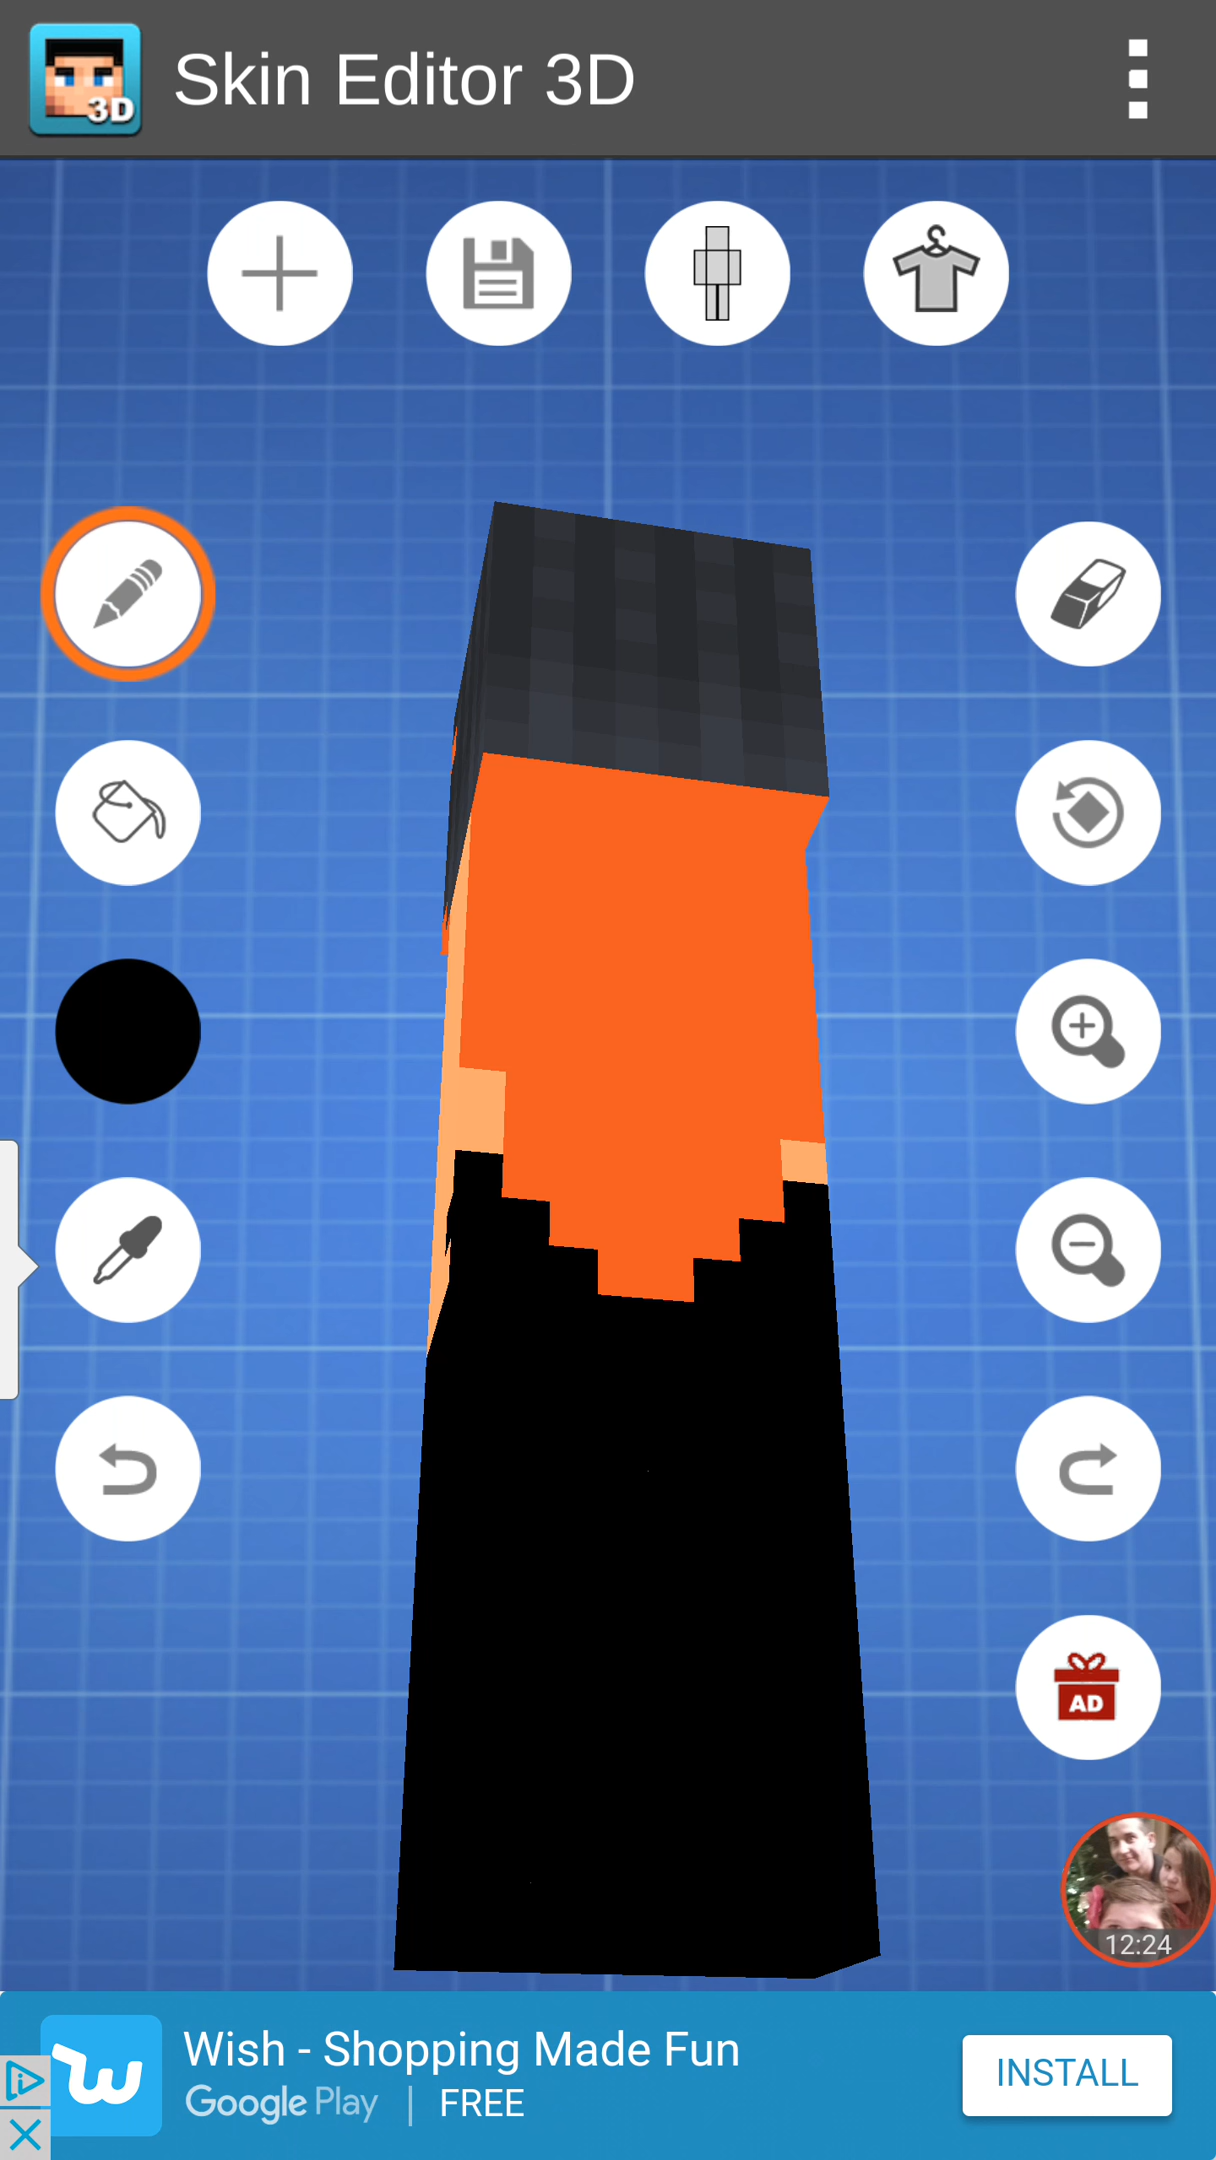 3D
Skin Editor 3D
AD
12:24
Wish - Shopping Made Fun
Google Play | FREE
INSTALL